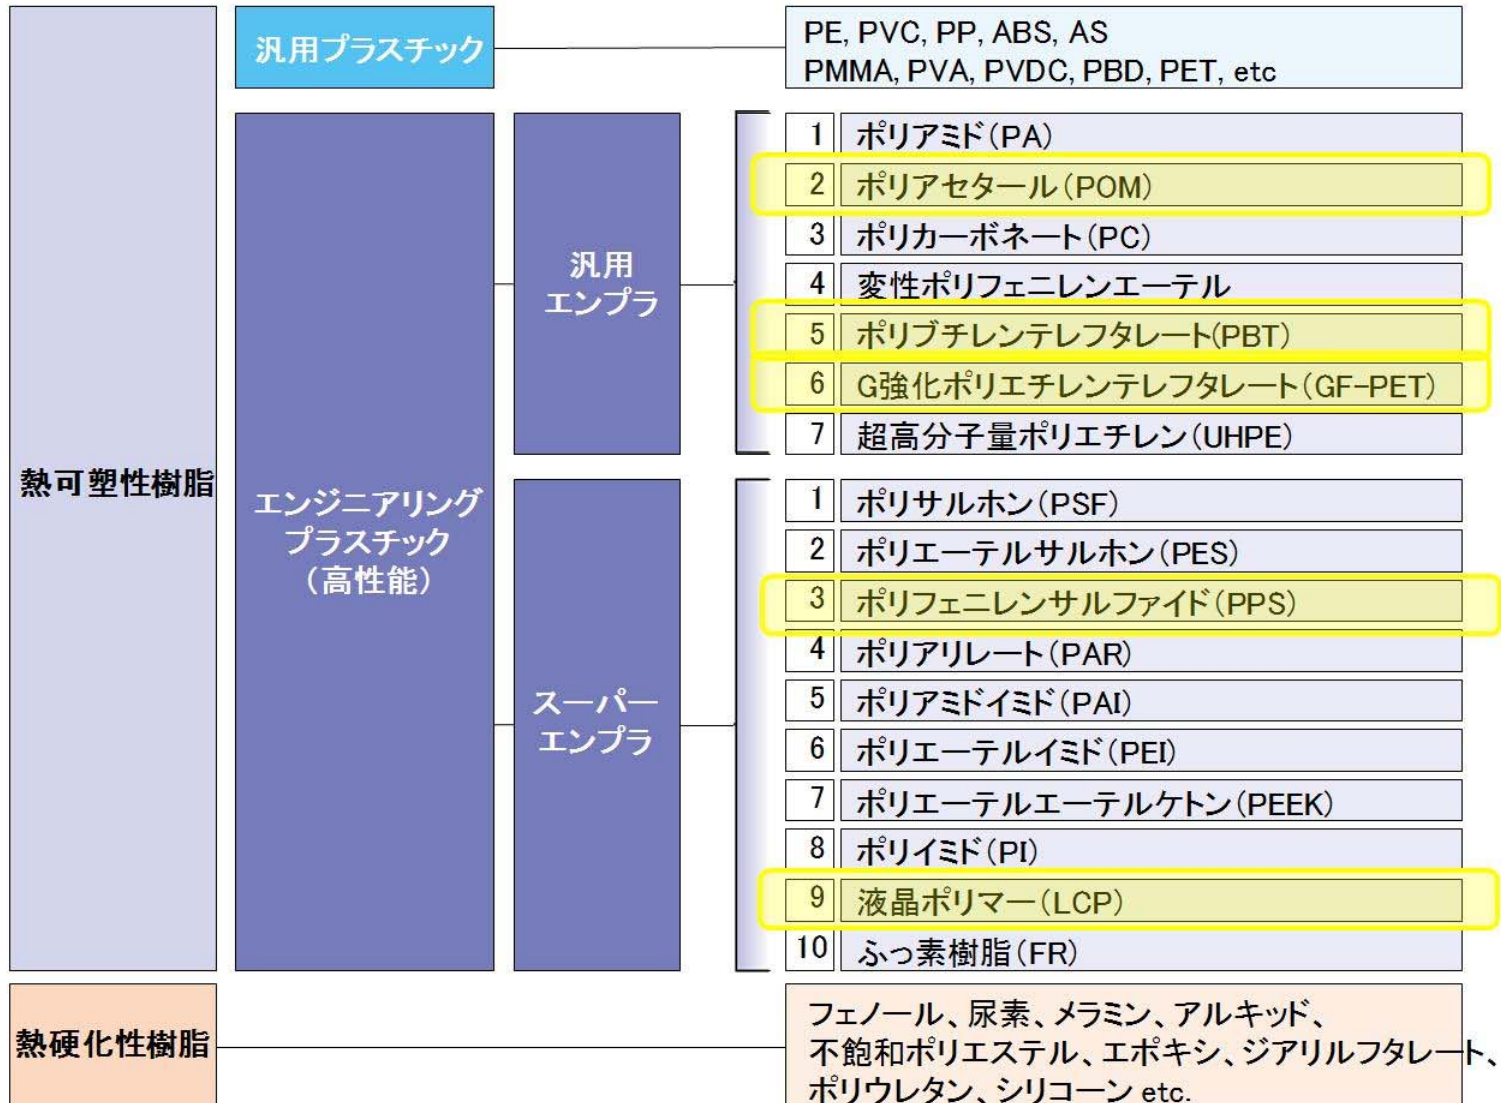 汎用プラスチック
PE, PVC, PP, ABS, AS
PMMA, PVA, PVDC, PBD, PET, etc
熱可塑性樹脂
エンジニアリング
プラスチック
（高性能）
汎用
エンプラ
1 ポリアミド（PA）
2 ポリアセタール（POM）
3 ポリカーボネート（PC）
4 変性ポリフェニレンエーテル
5 ポリブチレンテレフタレート(PBT)
6 G強化ポリエチレンテレフタレート（GF-PET）
7 超高分子量ポリエチレン（UHPE）
スーパー
エンプラ
1 ポリサルホン（PSF）
2 ポリエーテルサルホン（PES）
3 ポリフェニレンサルファイド（PPS）
4 ポリアリレート（PAR）
5 ポリアミドイミド（PAI）
6 ポリエーテルイミド（PEI）
7 ポリエーテルエーテルケトン（PEEK）
8 ポリイミド（PI）
9 液晶ポリマー（LCP）
10 ふっ素樹脂（FR）
熱硬化性樹脂
フェノール、尿素、メラミン、アルキッド、
不飽和ポリエステル、エポキシ、ジアリルフタレート、
ポリウレタン、シリコーン etc.